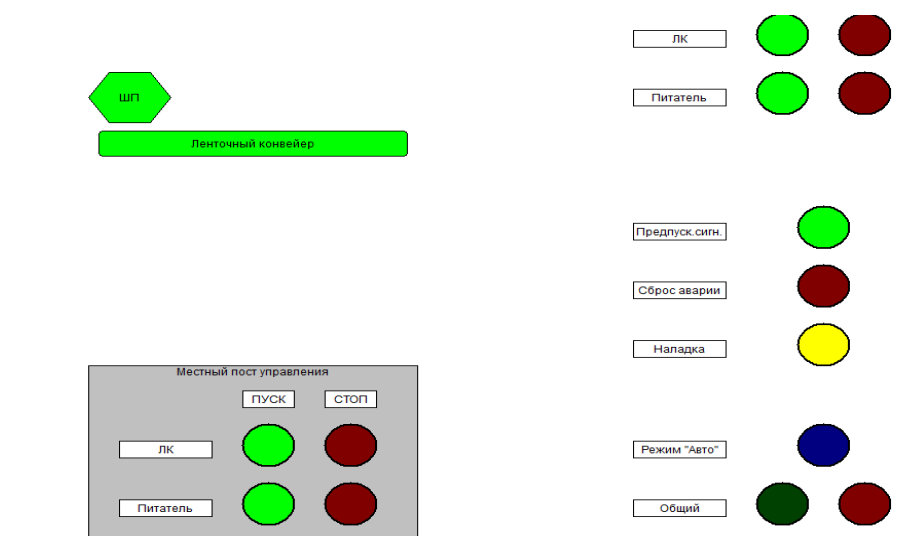 ЛК
Питатель
ШП
Ленточный конвейер
Предпуск.сигн.
Сброс аварии
Наладка
Местный пост управления
ПУСК СТОП
ЛК
Режим "Авто"
Питатель
Общий